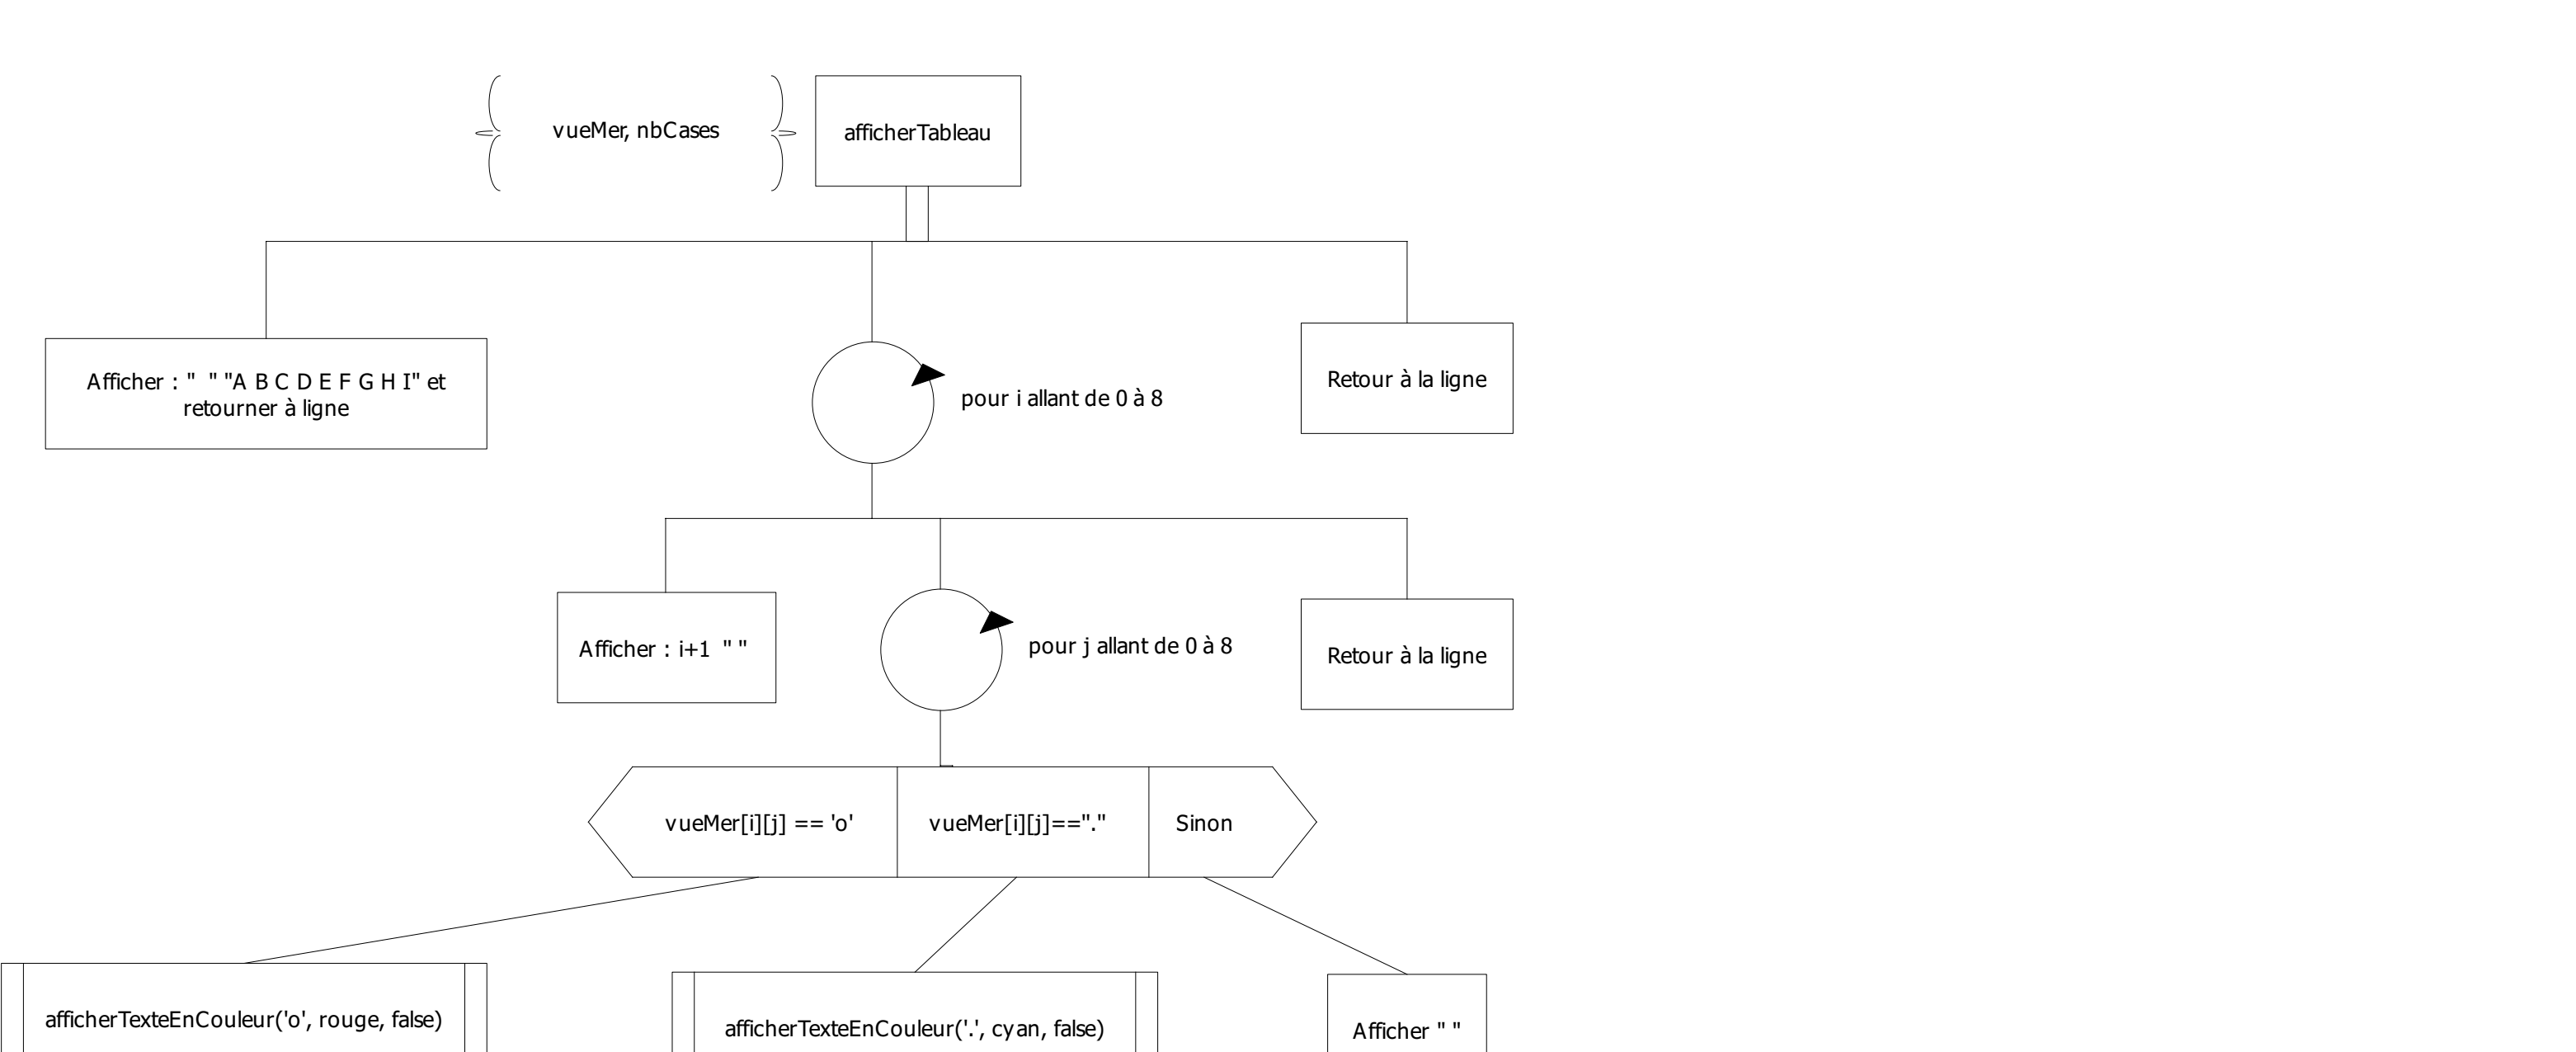 vueMer, nbCases
afficherTableau
Afficher : "  " "A B C D E F G H I" et
retourner à ligne
pour i allant de 0 à 8
Retour à la ligne
Afficher : i+1  " "
pour j allant de 0 à 8
Retour à la ligne
vueMer[i][j] == 'o'
vueMer[i][j]=="."
Sinon
afficherTexteEnCouleur('o', rouge, false)
afficherTexteEnCouleur('.', cyan, false)
Afficher " "